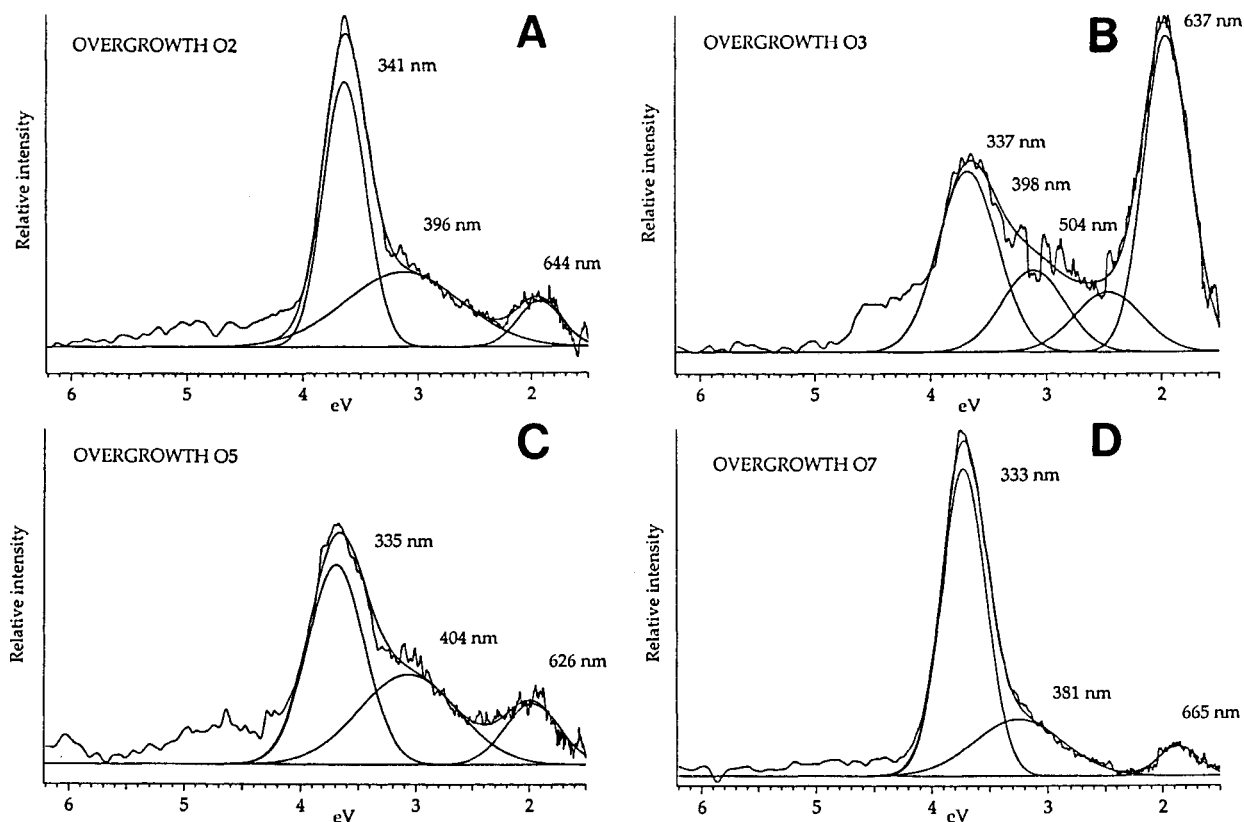 OVERGROWTH O2
A
341 nm
396 nm
644 nm
Relative intensity
6 5 4 3 2
eV
OVERGROWTH O3
B
637 nm
337 nm
398 nm
504 nm
Relative intensity
6 5 4 3 2
eV
OVERGROWTH O5
C
335 nm
404 nm
626 nm
Relative intensity
6 5 4 3 2
eV
OVERGROWTH O7
D
333 nm
381 nm
665 nm
Relative intensity
6 5 4 3 2
eV